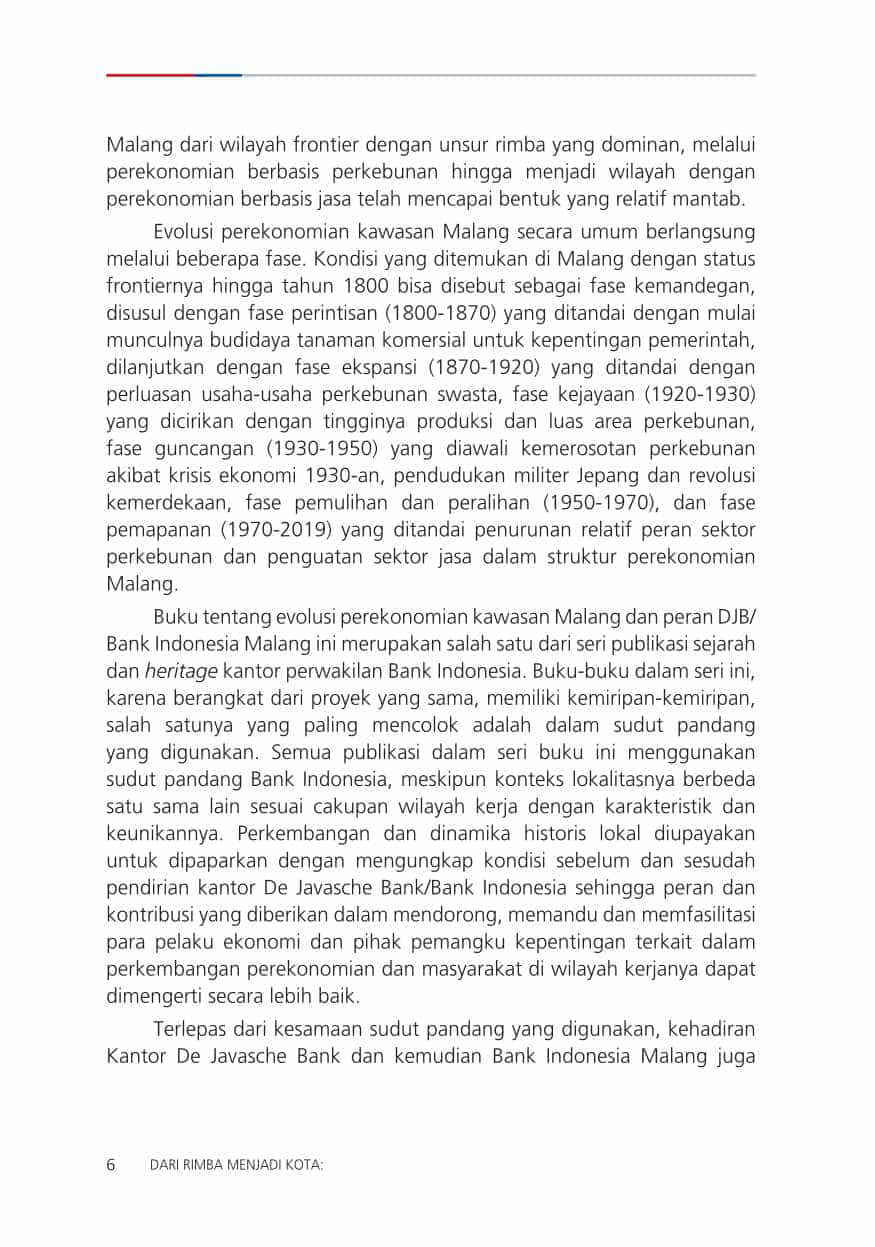 Malang dari wilayah frontier dengan unsur rimba yang dominan, melalui
perekonomian berbasis perkebunan hingga menjadi wilayah dengan
perekonomian berbasis jasa telah mencapai bentuk yang relatif mantab.
Evolusi perekonomian kawasan Malang secara umum berlangsung
melalui beberapa fase. Kondisi yang ditemukan di Malang dengan status
frontiernya hingga tahun 1800 bisa disebut sebagai fase kemandegan,
disusul dengan fase perintisan (1800-1870) yang ditandai dengan mulai
munculnya budidaya tanaman komersial untuk kepentingan pemerintah,
dilanjutkan dengan fase ekspansi (1870-1920) yang ditandai dengan
perluasan usaha-usaha perkebunan swasta, fase kejayaan (1920-1930)
yang dicirikan dengan tingginya produksi dan luas area perkebunan,
fase guncangan (1930-1950) yang diawali kemerosotan perkebunan
akibat krisis ekonomi 1930-an, pendudukan militer Jepang dan revolusi
kemerdekaan, fase pemulihan dan peralihan (1950-1970), dan fase
pemapanan (1970-2019) yang ditandai penurunan relatif peran sektor
perkebunan dan penguatan sektor jasa dalam struktur perekonomian
Malang.
Buku tentang evolusi perekonomian kawasan Malang dan peran DJB/
Bank Indonesia Malang ini merupakan salah satu dari seri publikasi sejarah
dan heritage kantor perwakilan Bank Indonesia. Buku-buku dalam seri ini,
karena berangkat dari proyek yang sama, memiliki kemiripan-kemiripan,
salah satunya yang paling mencolok adalah dalam sudut pandang
yang digunakan. Semua publikasi dalam seri buku ini menggunakan
sudut pandang Bank Indonesia, meskipun konteks lokalitasnya berbeda
satu sama lain sesuai cakupan wilayah kerja dengan karakteristik dan
keunikannya. Perkembangan dan dinamika historis lokal diupayakan
untuk dipaparkan dengan mengungkap kondisi sebelum dan sesudah
pendirian kantor De Javasche Bank/Bank Indonesia sehingga peran dan
kontribusi yang diberikan dalam mendorong, memandu dan memfasilitasi
para pelaku ekonomi dan pihak pemangku kepentingan terkait dalam
perkembangan perekonomian dan masyarakat di wilayah kerjanya dapat
dimengerti secara lebih baik.
Terlepas dari kesamaan sudut pandang yang digunakan, kehadiran
Kantor De Javasche Bank dan kemudian Bank Indonesia Malang juga
6 DARI RIMBA MENJADI KOTA: